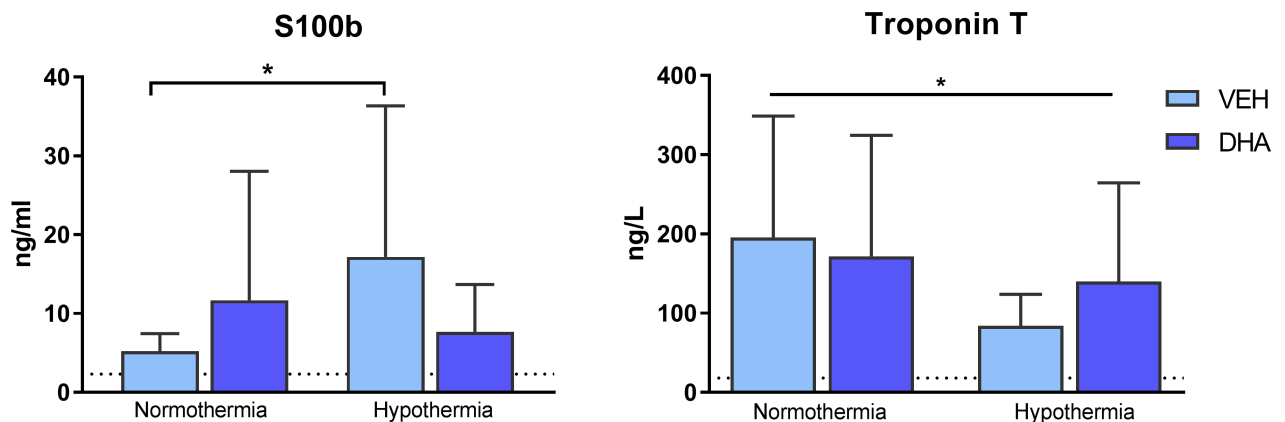 S100b
*
40
30
20
10
0
ng/ml
Normothermia Hypothermia
Troponin T
*
400
300
200
100
0
ng/L
Normothermia Hypothermia
VEH
DHA